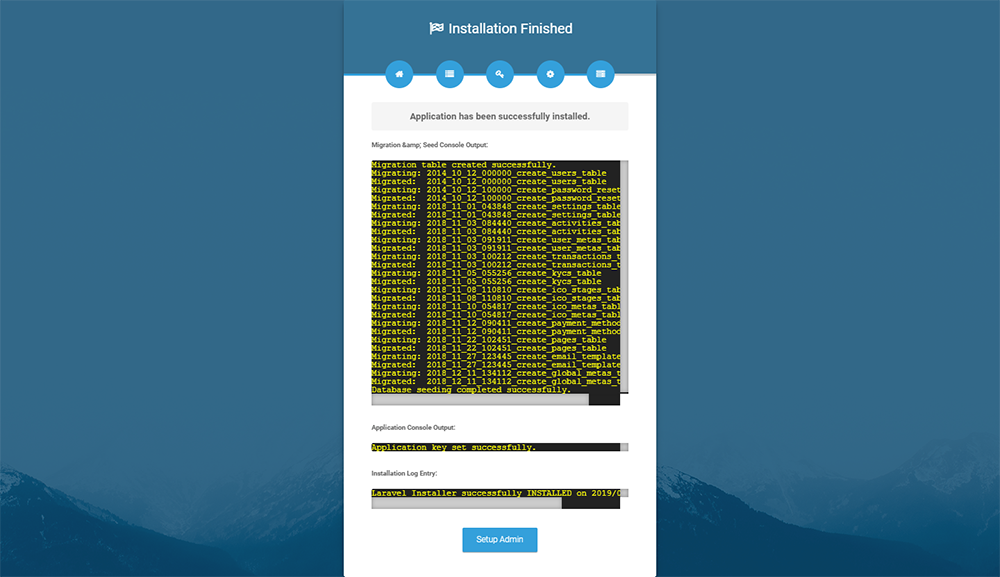 Installation Finished
Application has been successfully installed.
Migration &amp; Seed Console Output:
Migration table created successfully.
Migrating: 2014_10_12_000000_create_users_table
Migrated:  2014_10_12_000000_create_users_table
Migrating: 2014_10_12_100000_create_password_reset
Migrated:  2014_10_12_100000_create_password_reset
Migrating: 2018_11_01_043848_create_settings_table
Migrated:  2018_11_01_043848_create_settings_table
Migrating: 2018_11_03_084440_create_activities_tab
Migrated:  2018_11_03_084440_create_activities_tab
Migrating: 2018_11_03_091911_create_user_metas_tab
Migrated:  2018_11_03_091911_create_user_metas_tab
Migrating: 2018_11_03_100212_create_transactions_t
Migrated:  2018_11_03_100212_create_transactions_t
Migrating: 2018_11_05_055256_create_kycs_table
Migrated:  2018_11_05_055256_create_kycs_table
Migrating: 2018_11_08_110810_create_ico_stages_tab
Migrated:  2018_11_08_110810_create_ico_stages_tab
Migrating: 2018_11_10_054817_create_ico_metas_tabl
Migrated:  2018_11_10_054817_create_ico_metas_tabl
Migrating: 2018_11_12_090411_create_payment_method
Migrated:  2018_11_12_090411_create_payment_method
Migrating: 2018_11_22_102451_create_pages_table
Migrated:  2018_11_22_102451_create_pages_table
Migrating: 2018_11_27_123445_create_email_template
Migrated:  2018_11_27_123445_create_email_template
Migrating: 2018_12_11_134112_create_global_metas_t
Migrated:  2018_12_11_134112_create_global_metas_t
Database seeding completed successfully.
Application Console Output:
Application key set successfully.
Installation Log Entry:
Laravel Installer successfully INSTALLED on 2019/0
Setup Admin